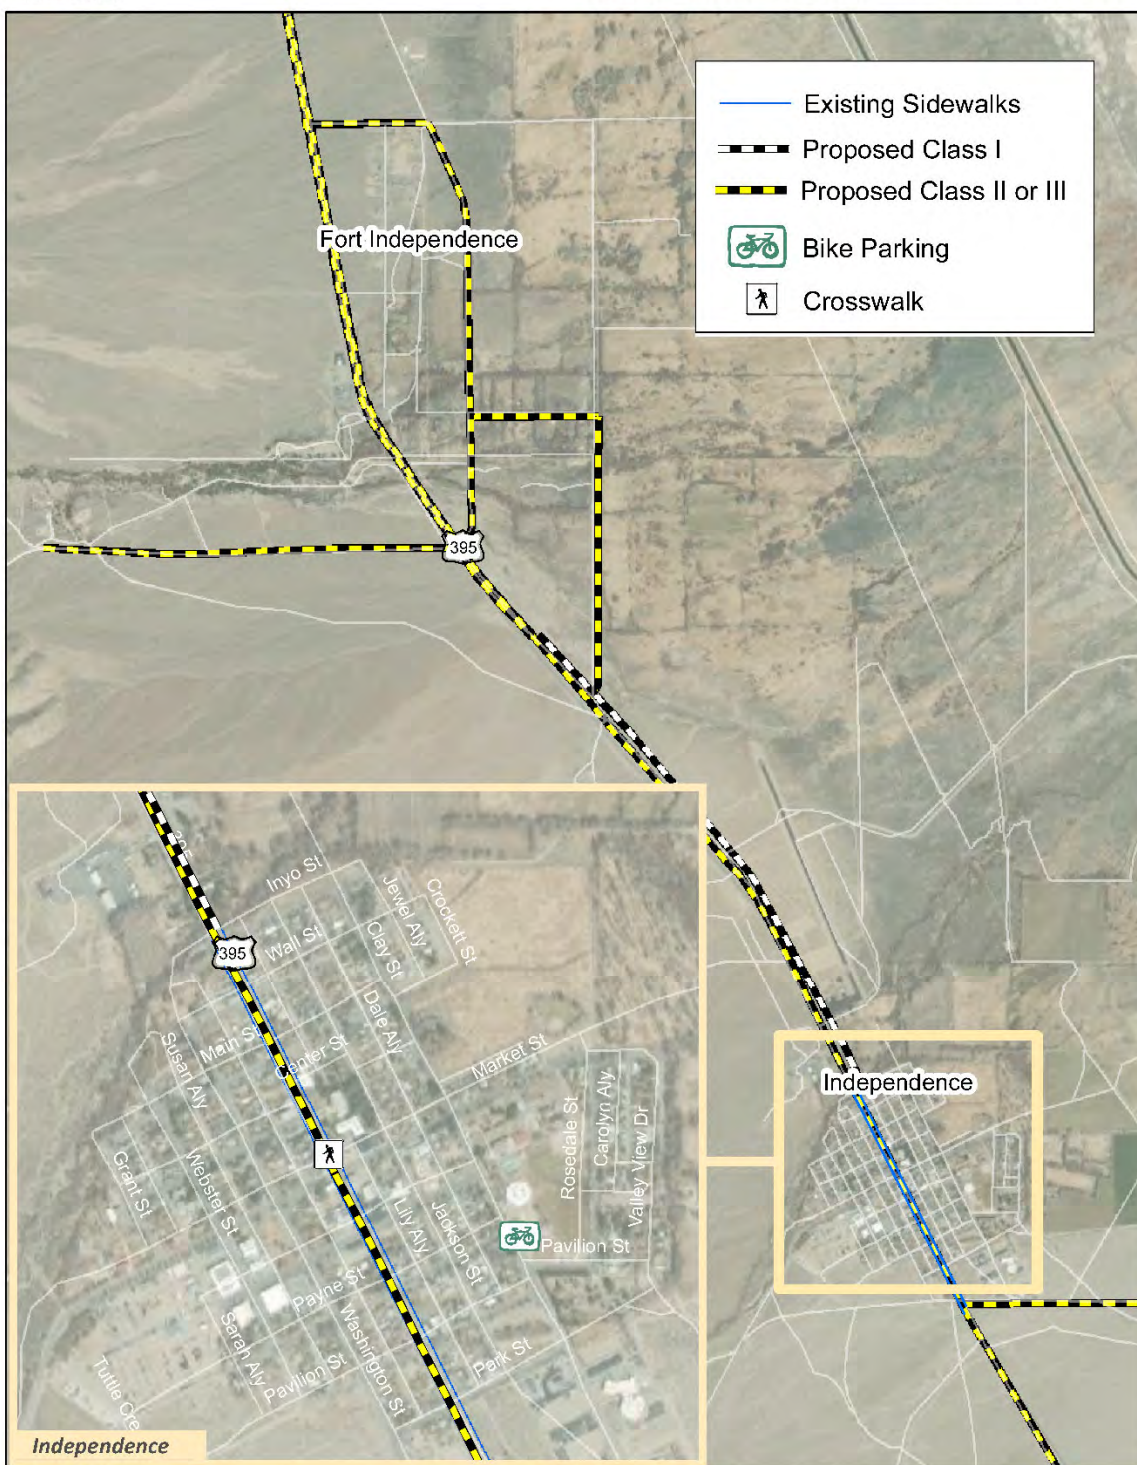 Existing Sidewalks
Proposed Class I
Proposed Class II or III
Bike Parking
Crosswalk
Fort Independence
395
Independence
395
Inyo St
Jewel Aly
Crockett St
Wall St
Clay St
Dale Aly
Main St
Center St
Susan Aly
Market St
Rosedale St
Carolyn Aly
Valley View Dr
Grant St
Webster St
Lily Aly
Jackson St
Pavilion St
Payne St
Sarah Aly
Washington St
Pavilion St
Park St
Tuttle Cre
Independence